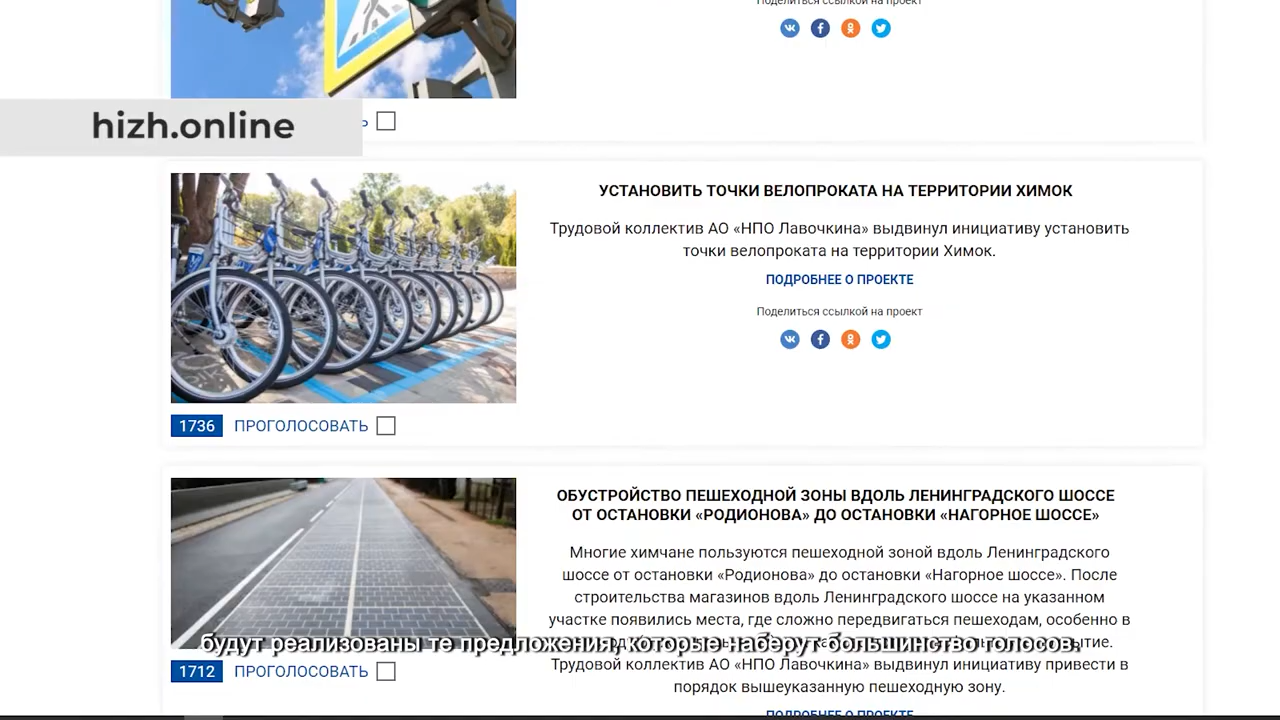 Поделиться ссылкой на проект
hizh.online
УСТАНОВИТЬ ТОЧКИ ВЕЛОПРОКАТА НА ТЕРРИТОРИИ ХИМОК
Трудовой коллектив АО «НПО Лавочкина» выдвинул инициативу установить
точки велопроката на территории Химок.
ПОДРОБНЕЕ О ПРОЕКТЕ
Поделиться ссылкой на проект
1736 ПРОГОЛОСОВАТЬ
ОБУСТРОЙСТВО ПЕШЕХОДНОЙ ЗОНЫ ВДОЛЬ ЛЕНИНГРАДСКОГО ШОССЕ
ОТ ОСТАНОВКИ «РОДИОНОВА» ДО ОСТАНОВКИ «НАГОРНОЕ ШОССЕ»
Многие химчане пользуются пешеходной зоной вдоль Ленинградского
шоссе от остановки «Родионова» до остановки «Нагорное шоссе». После
строительства магазинов вдоль Ленинградского шоссе на указанном
участке появились места, где сложно передвигаться пешеходам, особенно в
будут реализованы те предложения, которые наберут большинство голосов.
Трудовой коллектив АО «НПО Лавочкина» выдвинул инициативу привести в
порядок вышеуказанную пешеходную зону.
1712 ПРОГОЛОСОВАТЬ
ПОДРОБНЕЕ О ПРОЕКТЕ